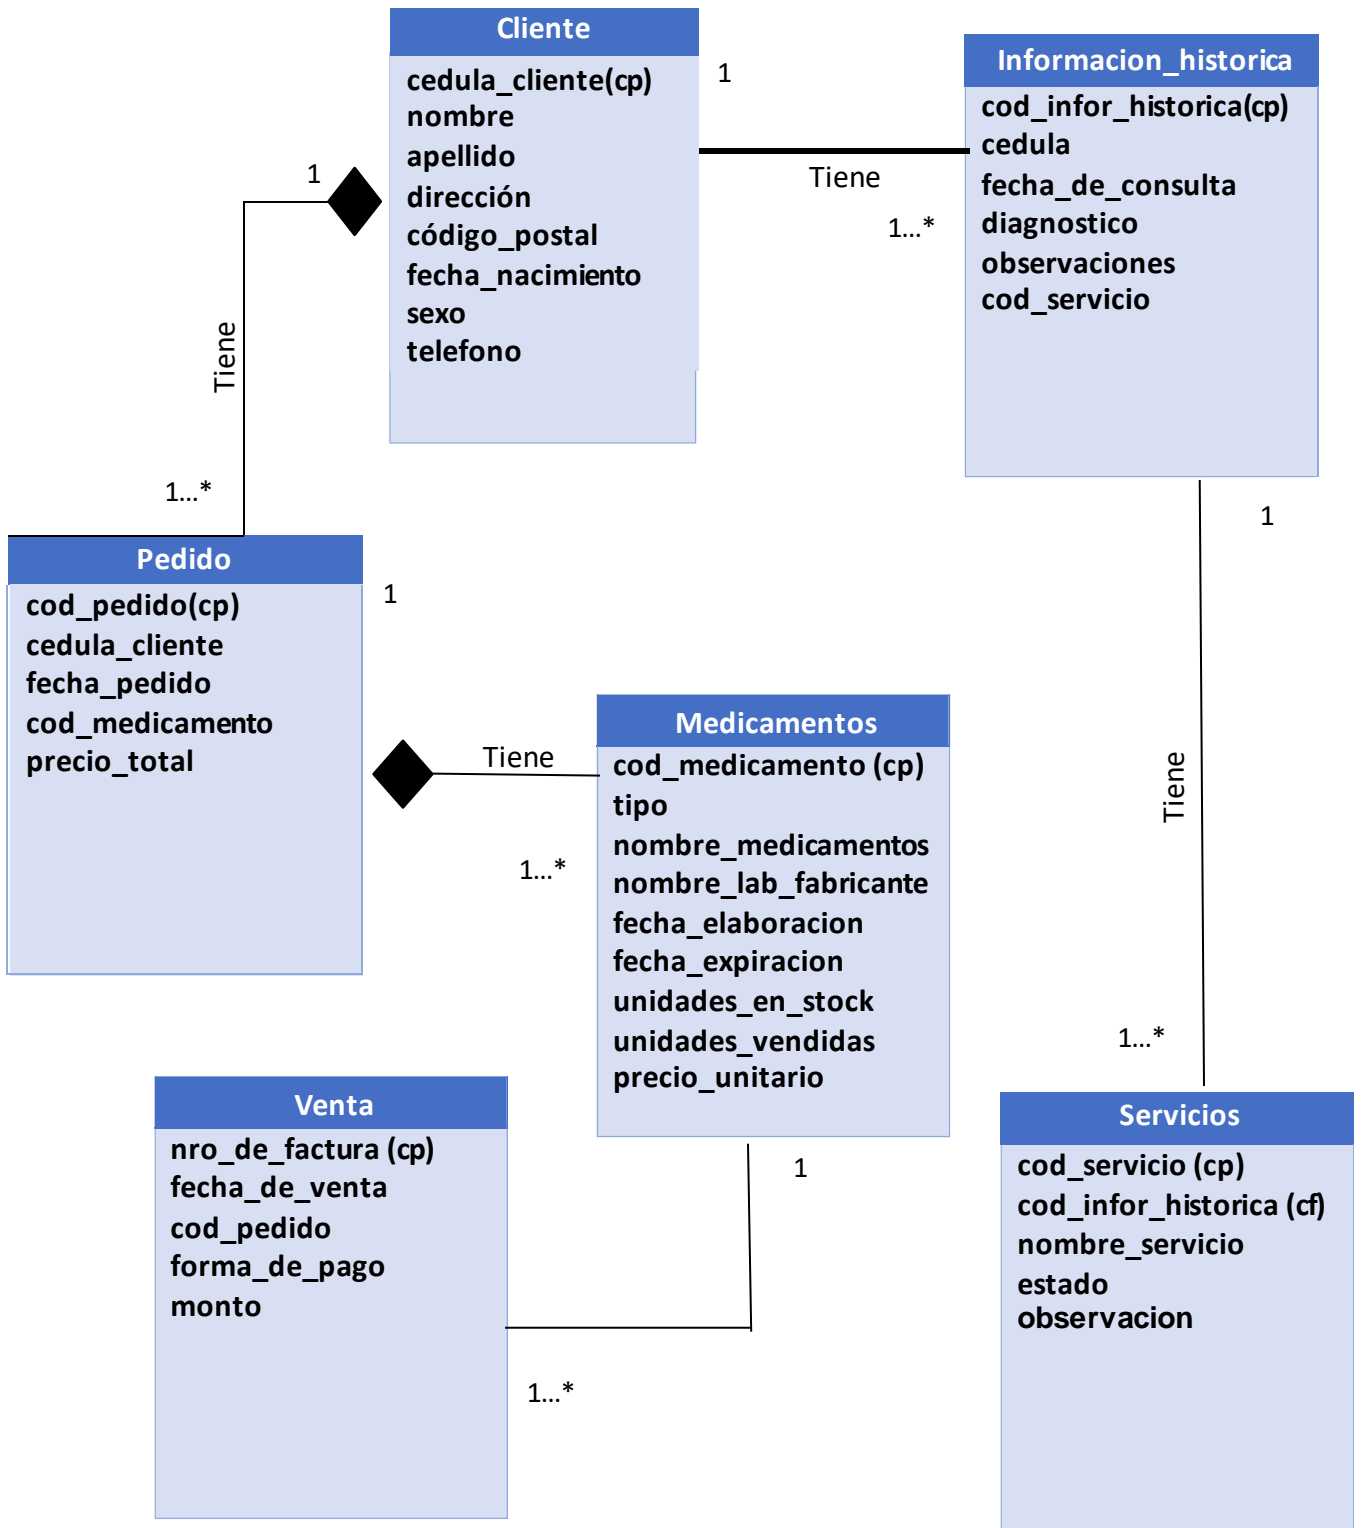 Cliente
cedula_cliente(cp)
nombre
apellido
dirección
código_postal
fecha_nacimiento
sexo
telefono
1
Tiene
1...*
Informacion_historica
cod_infor_historica(cp)
cedula
fecha_de_consulta
diagnostico
observaciones
cod_servicio
1
Tiene
1...*
Pedido
cod_pedido(cp)
cedula_cliente
fecha_pedido
cod_medicamento
precio_total
1
Tiene
1...*
Medicamentos
cod_medicamento (cp)
tipo
nombre_medicamentos
nombre_lab_fabricante
fecha_elaboracion
fecha_expiracion
unidades_en_stock
unidades_vendidas
precio_unitario
1
Tiene
1...*
Venta
nro_de_factura (cp)
fecha_de_venta
cod_pedido
forma_de_pago
monto
1
1...*
Servicios
cod_servicio (cp)
cod_infor_historica (cf)
nombre_servicio
estado
observacion